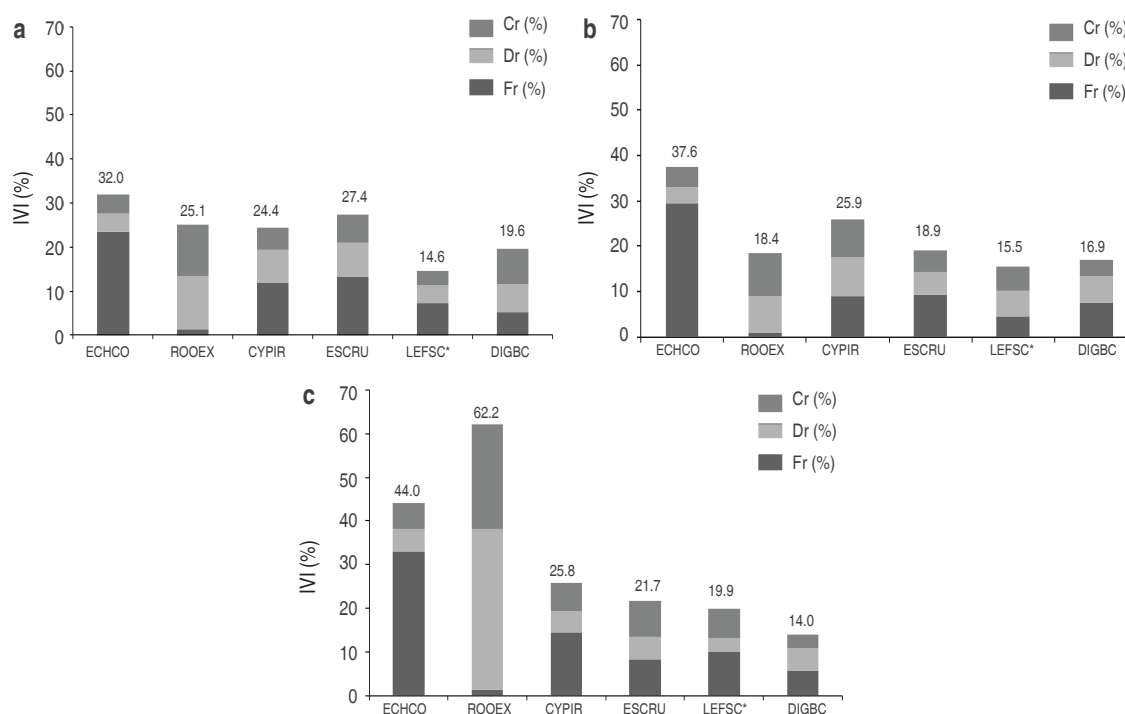 a
IVI (%)
70
60
50
40
30
20
10
0
Cr (%)
Dr (%)
Fr (%)
32.0
25.1
24.4
27.4
14.6
19.6
ECHCO ROOEX CYPIR ESCRU LEFSC* DIGBC
b
IVI (%)
70
60
50
40
30
20
10
0
Cr (%)
Dr (%)
Fr (%)
37.6
18.4
25.9
18.9
15.5
16.9
ECHCO ROOEX CYPIR ESCRU LEFSC* DIGBC
c
IVI (%)
70
60
50
40
30
20
10
0
Cr (%)
Dr (%)
Fr (%)
44.0
62.2
25.8
21.7
19.9
14.0
ECHCO ROOEX CYPIR ESCRU LEFSC* DIGBC